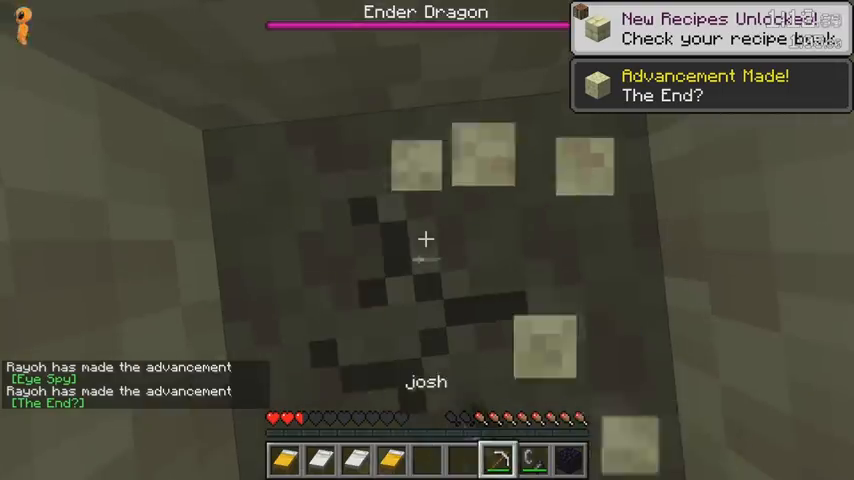 Ender Dragon
New Recipes Unlocked!
Check your recipe book
Advancement Made!
The End?
Rayoh has made the advancement
[Eye Spy]
Rayoh has made the advancement
[The End?]
josh